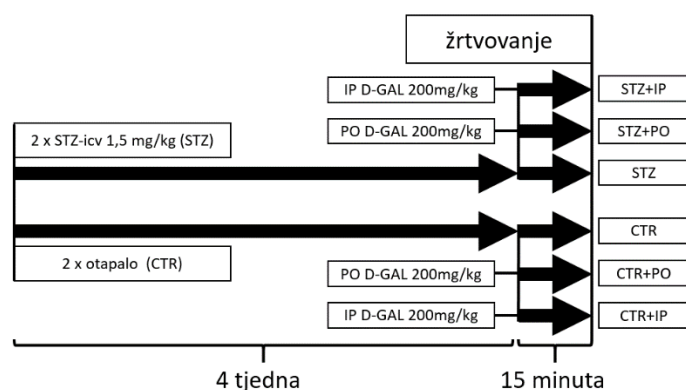 žrtvovanje
IP D-GAL 200mg/kg
STZ+IP
PO D-GAL 200mg/kg
STZ+PO
2 x STZ-icv 1,5 mg/kg (STZ)
STZ
CTR
2 x otapalo (CTR)
PO D-GAL 200mg/kg
CTR+PO
IP D-GAL 200mg/kg
CTR+IP
4 tjedna
15 minuta